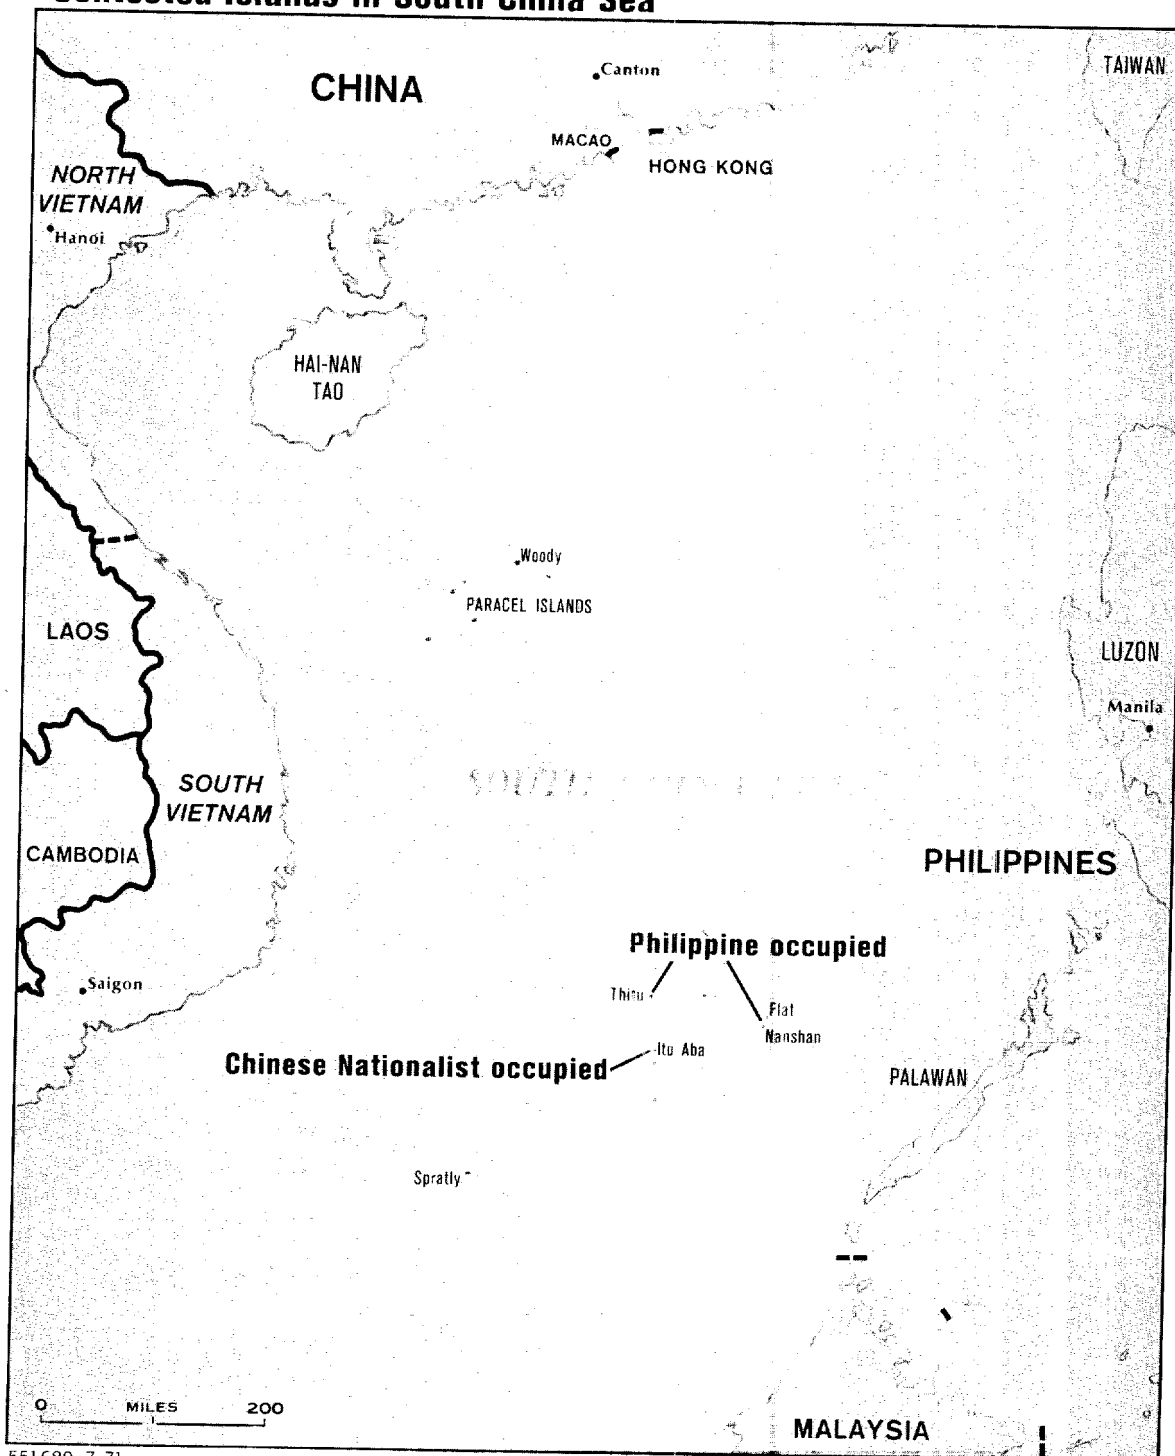 Contested Islands in South China Sea
CHINA
Canton
TAIWAN
MACAO
HONG KONG
NORTH
VIETNAM
Hanoi
HAI-NAN
TAO
Woody
PARACEL ISLANDS
LAOS
LUZON
Manila
SOUTH
SOUTH
VIETNAM
CAMBODIA
PHILIPPINES
Philippine occupied
Saigon
Thitu
Flat
Nanshan
Chinese Nationalist occupied
Itu Aba
PALAWAN
Spratly
0 MILES 200
MALAYSIA